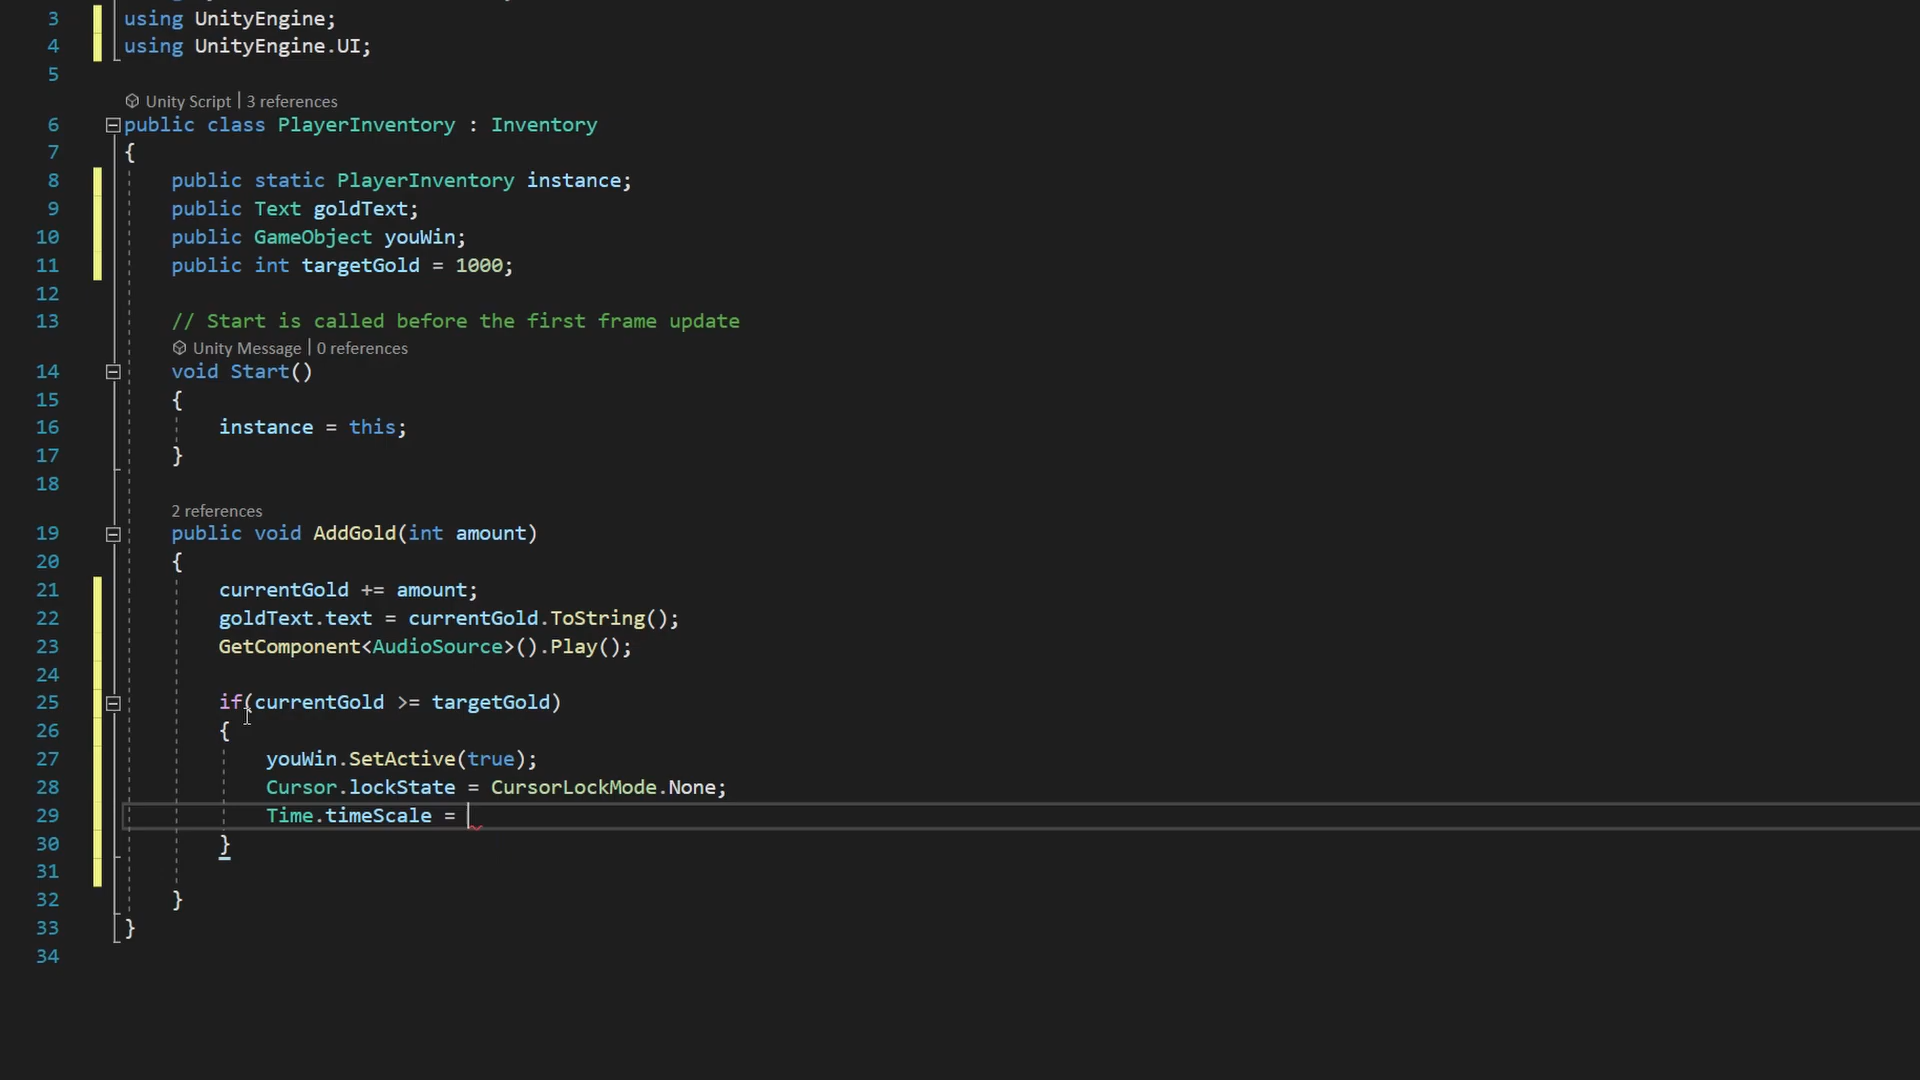 3 using UnityEngine;
4 using UnityEngine.UI;
5
Unity Script | 3 references
6 public class PlayerInventory : Inventory
7 {
8 public static PlayerInventory instance;
9 public Text goldText;
10 public GameObject youWin;
11 public int targetGold = 1000;
12
13 // Start is called before the first frame update
Unity Message | 0 references
14 void Start()
15 {
16 instance = this;
17 }
18
2 references
19 public void AddGold(int amount)
20 {
21 currentGold += amount;
22 goldText.text = currentGold.ToString();
23 GetComponent<AudioSource>().Play();
24
25 if(currentGold >= targetGold)
26 {
27 youWin.SetActive(true);
28 Cursor.lockState = CursorLockMode.None;
29 Time.timeScale =
30 }
31
32 }
33 }
34